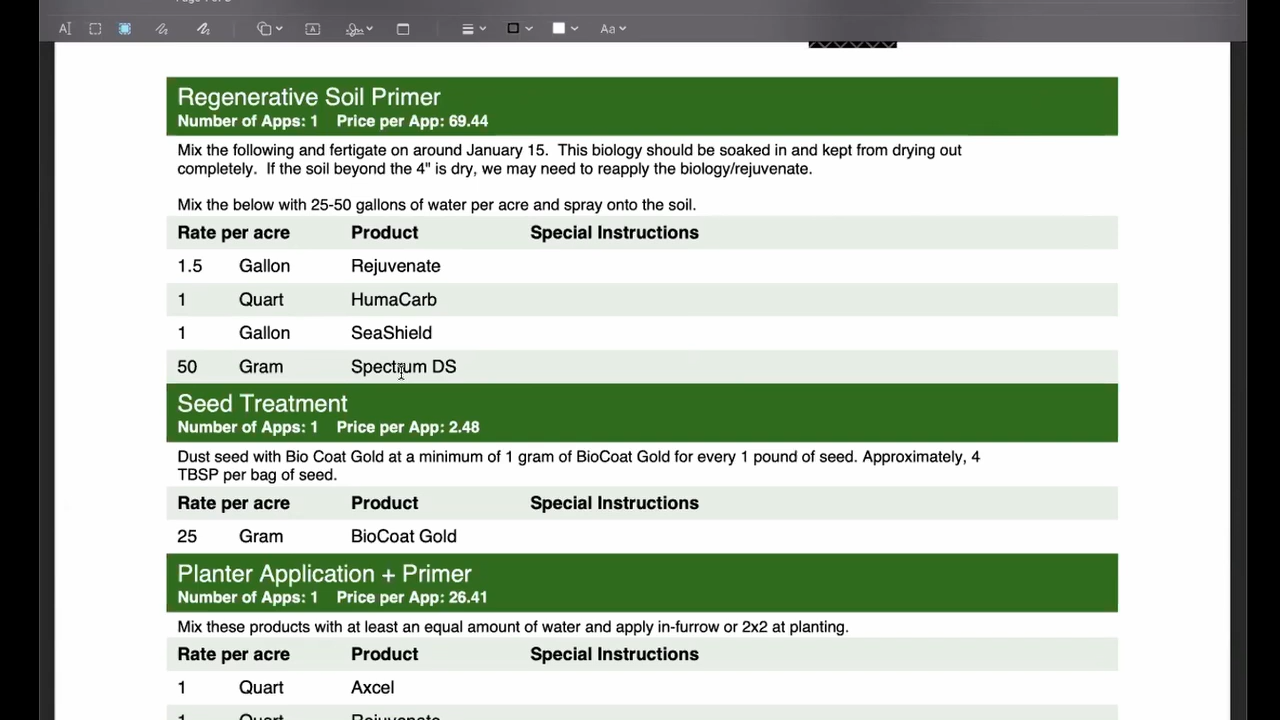 Regenerative Soil Primer
Number of Apps: 1 Price per App: 69.44
Mix the following and fertigate on around January 15. This biology should be soaked in and kept from drying out
completely. If the soil beyond the 4" is dry, we may need to reapply the biology/rejuvenate.
Mix the below with 25-50 gallons of water per acre and spray onto the soil.
Rate per acre Product Special Instructions
1.5 Gallon Rejuvenate
1 Quart HumaCarb
1 Gallon SeaShield
50 Gram Spectrum DS
Seed Treatment
Number of Apps: 1 Price per App: 2.48
Dust seed with Bio Coat Gold at a minimum of 1 gram of BioCoat Gold for every 1 pound of seed. Approximately, 4
TBSP per bag of seed.
Rate per acre Product Special Instructions
25 Gram BioCoat Gold
Planter Application + Primer
Number of Apps: 1 Price per App: 26.41
Mix these products with at least an equal amount of water and apply in-furrow or 2x2 at planting.
Rate per acre Product Special Instructions
1 Quart Axcel
1 Quart Rejuvenate